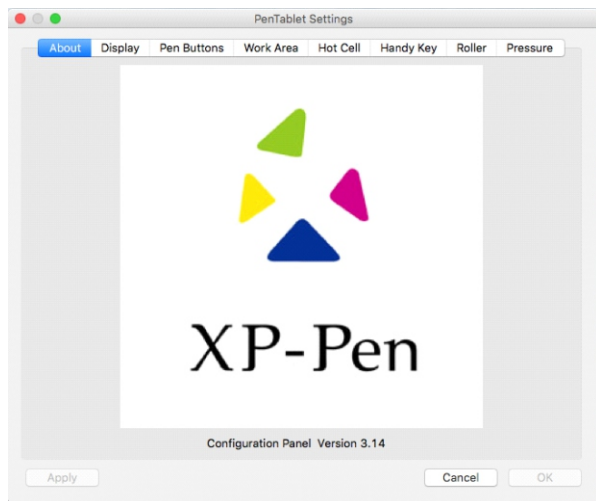 PenTablet Settings
About Display Pen Buttons Work Area Hot Cell Handy Key Roller Pressure
XP-Pen
Configuration Panel Version 3.14
Apply Cancel OK